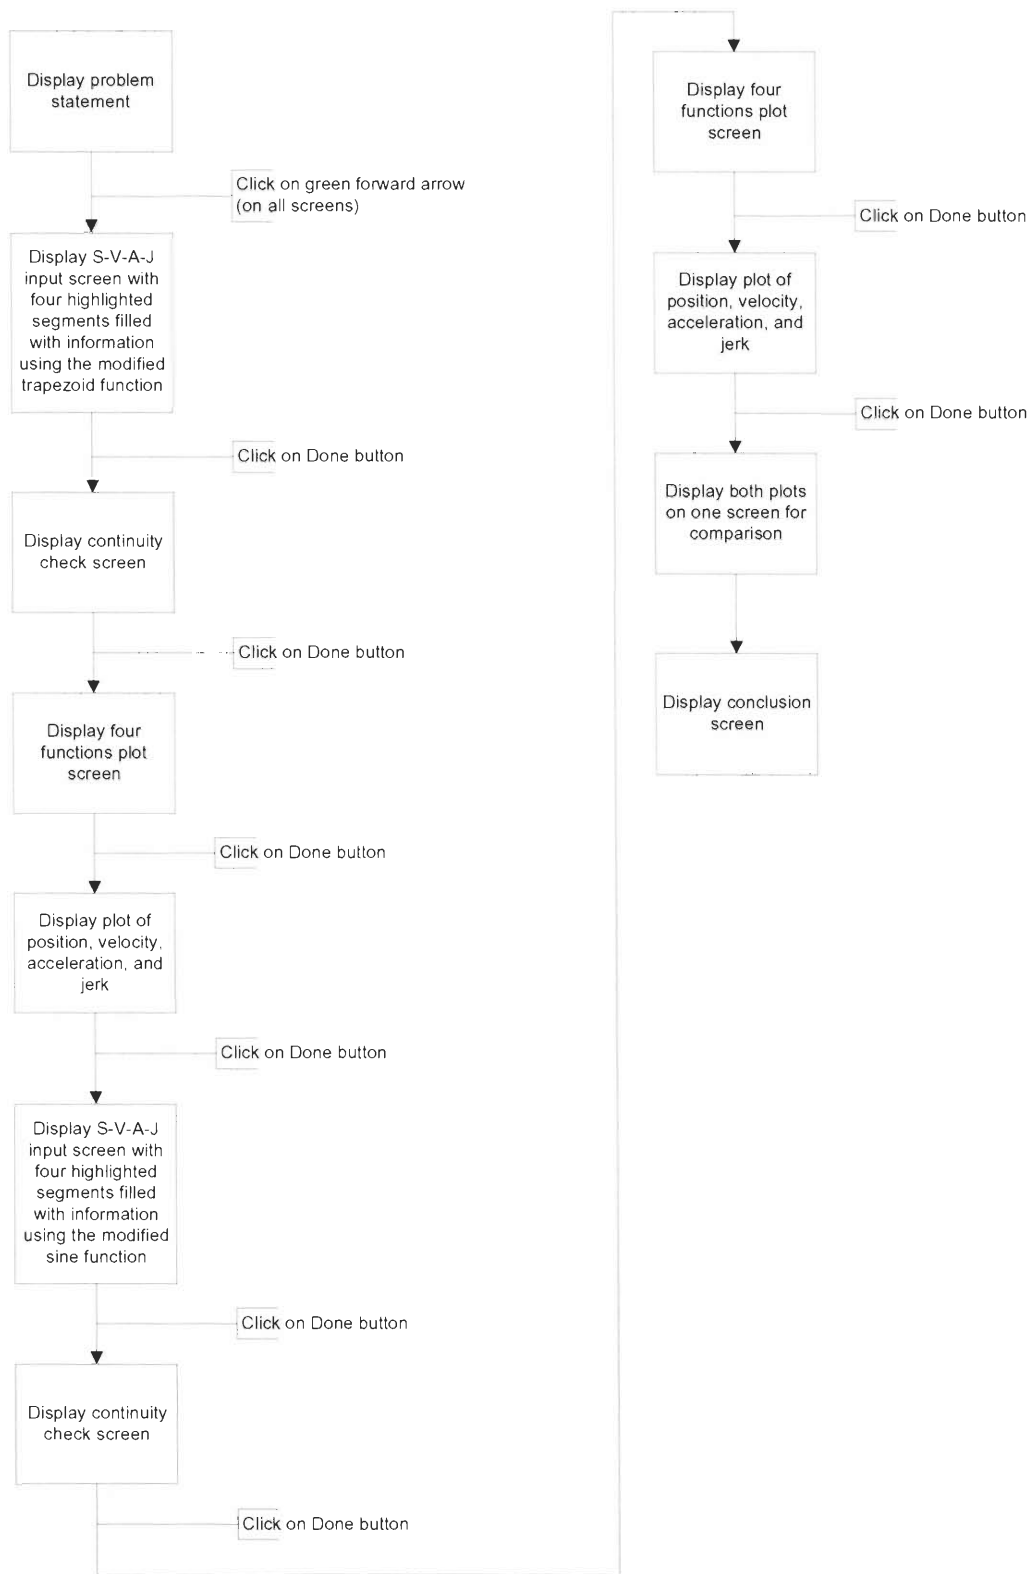 Display problem
statement
Click on green forward arrow
(on all screens)
Display S-V-A-J
input screen with
four highlighted
segments filled
with information
using the modified
trapezoid function
Click on Done button
Display continuity
check screen
Click on Done button
Display four
functions plot
screen
Click on Done button
Display plot of
position, velocity,
acceleration, and
jerk
Click on Done button
Display S-V-A-J
input screen with
four highlighted
segments filled
with information
using the modified
sine function
Click on Done button
Display continuity
check screen
Click on Done button
Display four
functions plot
screen
Click on Done button
Display plot of
position, velocity,
acceleration, and
jerk
Click on Done button
Display both plots
on one screen for
comparison
Display conclusion
screen